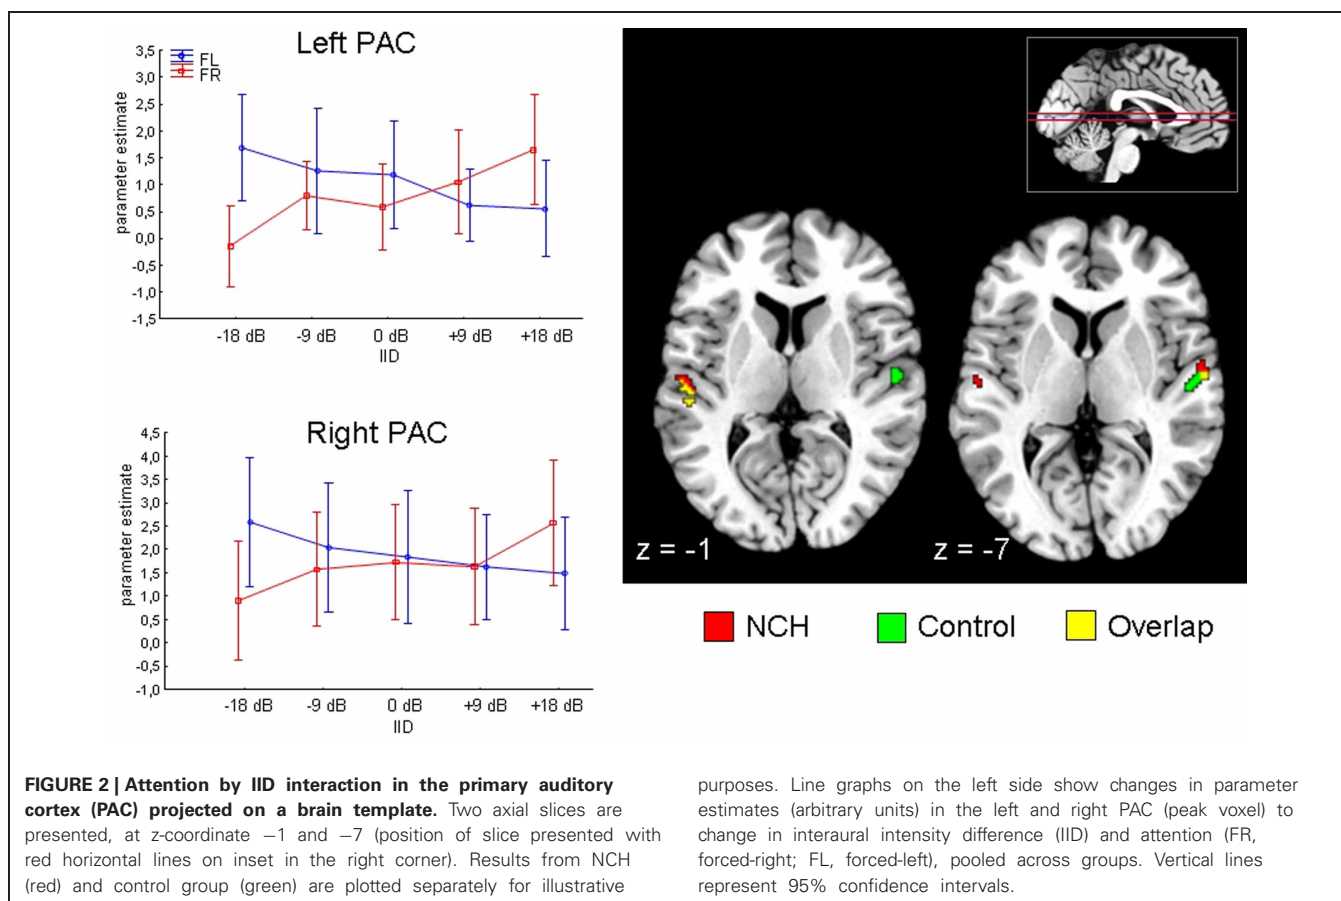 Left PAC
FL
FR
3,5
3,0
2,5
2,0
1,5
1,0
0,5
0,0
-0,5
-1,0
-1,5
parameter estimate
-18 dB -9 dB 0 dB +9 dB +18 dB
IID
Right PAC
4,5
4,0
3,5
3,0
2,5
2,0
1,5
1,0
0,5
0,0
-0,5
-1,0
parameter estimate
-18 dB -9 dB 0 dB +9 dB +18 dB
IID
z = -1
z = -7
NCH Control Overlap
FIGURE 2 | Attention by IID interaction in the primary auditory
cortex (PAC) projected on a brain template. Two axial slices are
presented, at z-coordinate −1 and −7 (position of slice presented with
red horizontal lines on inset in the right corner). Results from NCH
(red) and control group (green) are plotted separately for illustrative
purposes. Line graphs on the left side show changes in parameter
estimates (arbitrary units) in the left and right PAC (peak voxel) to
change in interaural intensity difference (IID) and attention (FR,
forced-right; FL, forced-left), pooled across groups. Vertical lines
represent 95% confidence intervals.